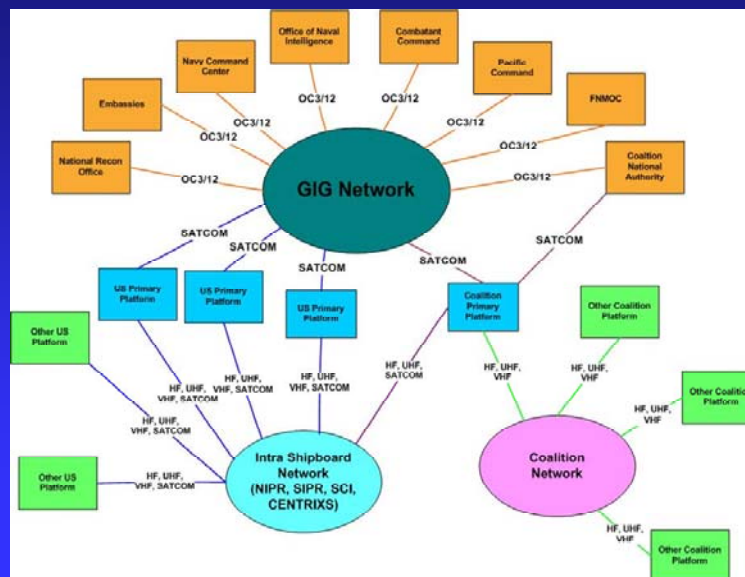 Office of Naval
Intelligence
Combatant
Command
Navy Command
Center
Pacific
Command
Embassies
FNMOC
National Recon
Office
Coaltion
National
Authority
OC3/12
OC3/12
OC3/12
OC3/12
OC3/12
OC3/12
OC3/12
OC3/12
GIG Network
SATCOM
SATCOM
SATCOM
SATCOM
SATCOM
US Primary
Platform
US Primary
Platform
US Primary
Platform
Coalition
Primary
Platform
Other Coalition
Platform
Other US
Platform
HF, UHF,
VHF, SATCOM
HF, UHF,
VHF, SATCOM
HF, UHF,
VHF, SATCOM
HF, UHF,
SATCOM
HF, UHF,
VHF
HF, UHF,
VHF
Other Coalition
Platform
HF, UHF,
VHF, SATCOM
HF, UHF,
VHF
Other US
Platform
HF, UHF,
VHF, SATCOM
Intra Shipboard
Network
(NIPR, SIPR, SCI,
CENTRIXS)
Coalition
Network
HF, UHF,
VHF
Other Coalition
Platform